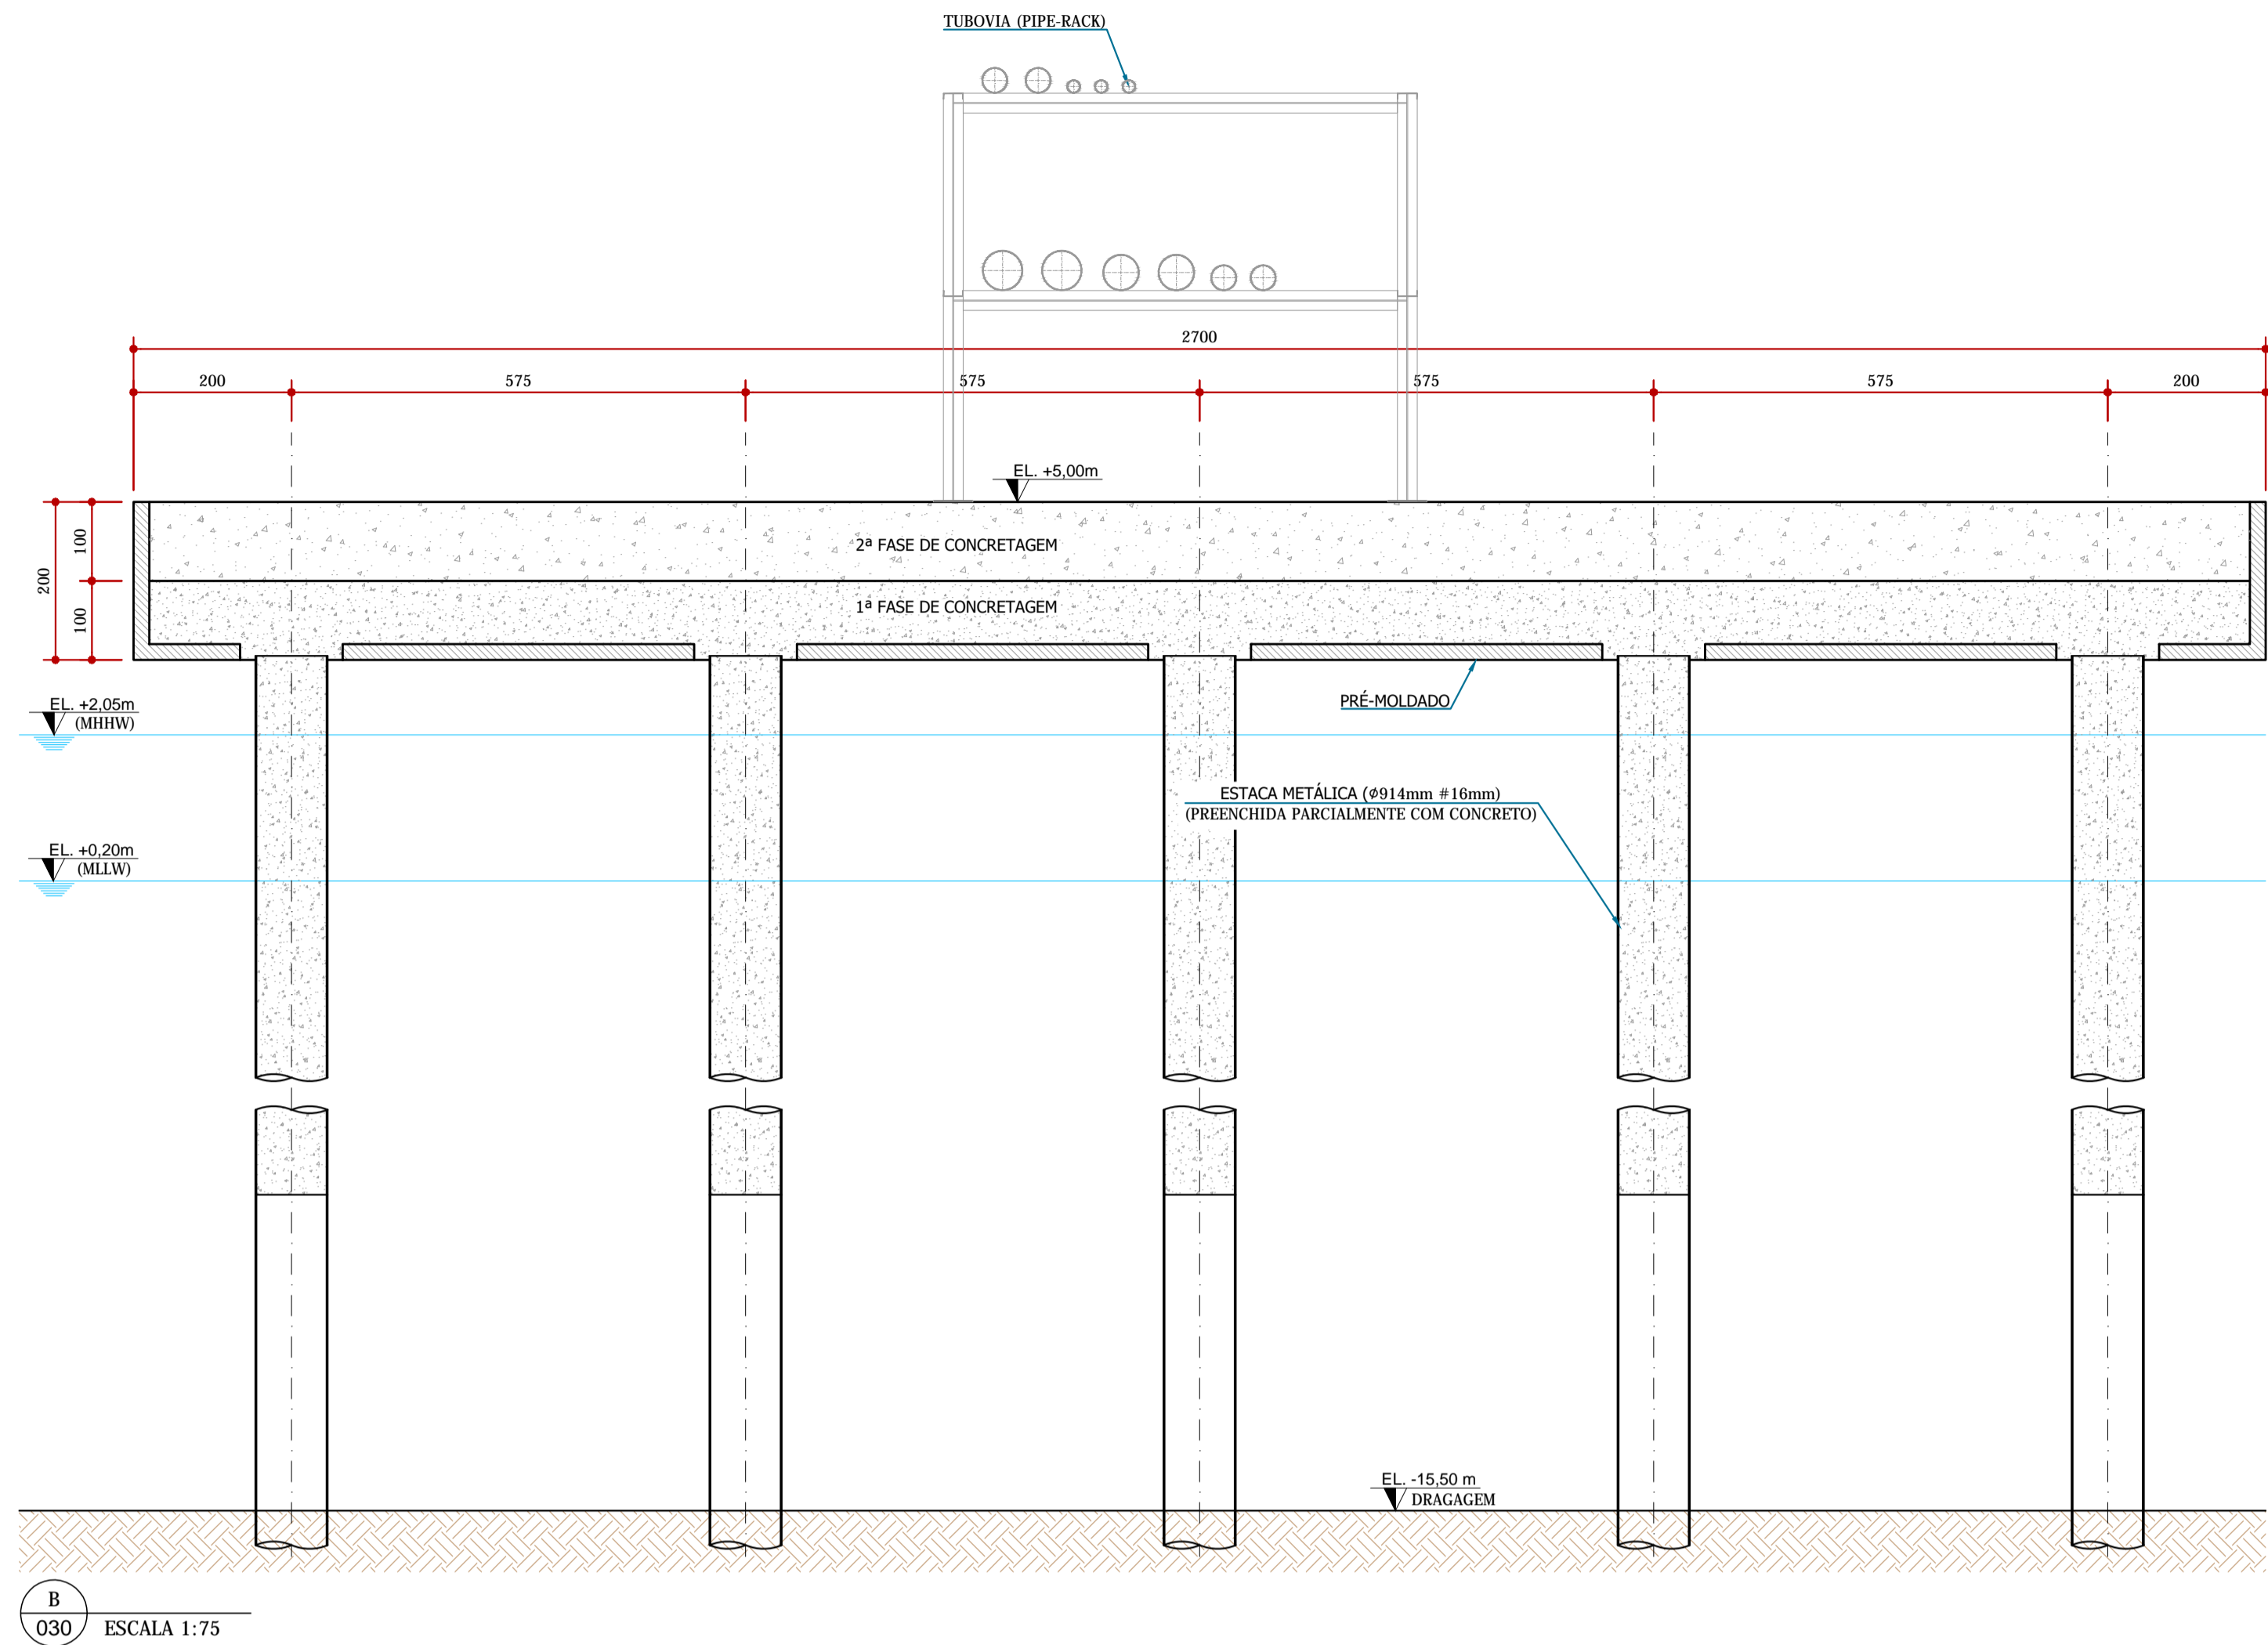 TUBOVIA (PIPE-RACK)
2700
200
575
575
575
575
200
EL. +5,00m
200
100
100
2ª FASE DE CONCRETAGEM
1ª FASE DE CONCRETAGEM
PRÉ-MOLDADO
EL. +2,05m
(MHHW)
ESTACA METÁLICA (Ø914mm #16mm)
(PREENCHIDA PARCIALMENTE COM CONCRETO)
EL. +0,20m
(MLLW)
EL. -15,50 m
DRAGAGEM
B
030
ESCALA 1:75